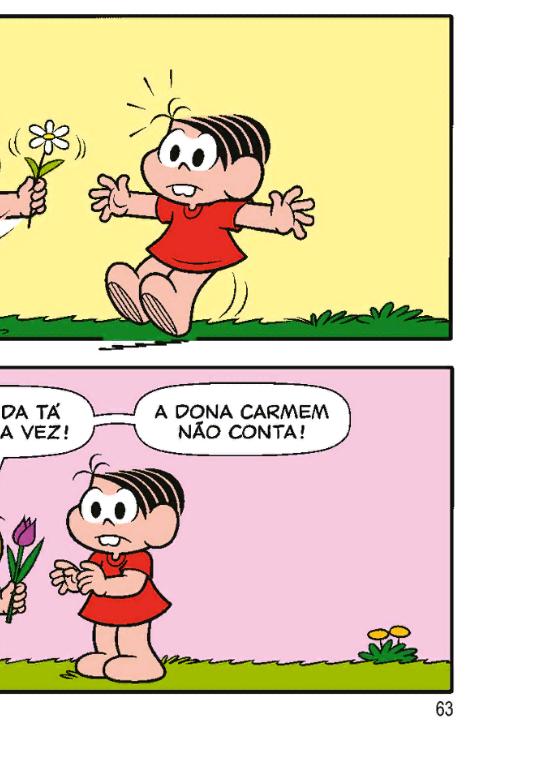 DA TÁ
A VEZ!
A DONA CARMEM
NÃO CONTA!
63